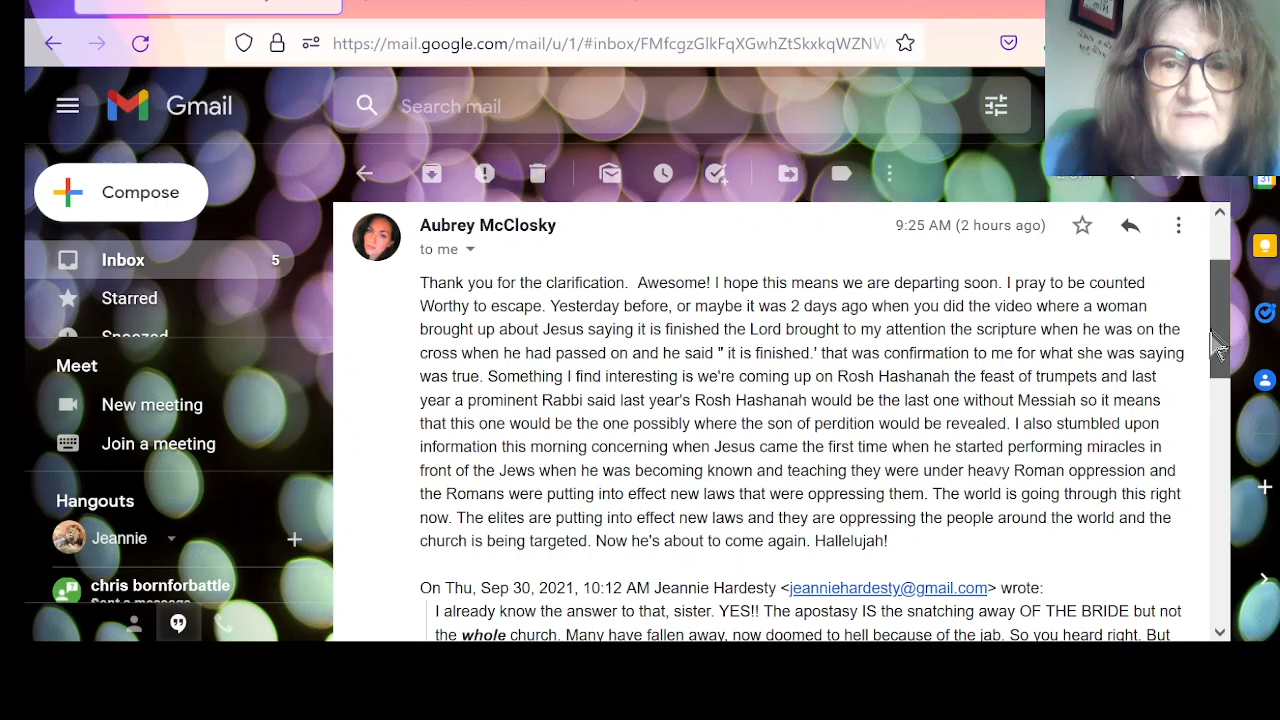 https://mail.google.com/mail/u/1/#inbox/FMfcgzGlkFqXGwhZtSkxkqWZNW
Gmail
Search mail
Compose
Inbox 5
Starred
Snoozed
Meet
New meeting
Join a meeting
Hangouts
Jeannie
chris bornforbattle
Sent a message
Aubrey McClosky 9:25 AM (2 hours ago)
to me
Thank you for the clarification.  Awesome! I hope this means we are departing soon. I pray to be counted
Worthy to escape. Yesterday before, or maybe it was 2 days ago when you did the video where a woman
brought up about Jesus saying it is finished the Lord brought to my attention the scripture when he was on the
cross when he had passed on and he said " it is finished.' that was confirmation to me for what she was saying
was true. Something I find interesting is we're coming up on Rosh Hashanah the feast of trumpets and last
year a prominent Rabbi said last year's Rosh Hashanah would be the last one without Messiah so it means
that this one would be the one possibly where the son of perdition would be revealed. I also stumbled upon
information this morning concerning when Jesus came the first time when he started performing miracles in
front of the Jews when he was becoming known and teaching they were under heavy Roman oppression and
the Romans were putting into effect new laws that we oppressing them. The world is going through this right
now. The elites are putting into effect new laws and they are oppressing the people around the world and the
church is being targeted. Now he's about to come again. Hallelujah!
On Thu, Sep 30, 2021, 10:12 AM Jeannie Hardesty <jeanniehardesty@gmail.com> wrote:
I already know the answer to that, sister. YES!! The apostasy IS the snatching away OF THE BRIDE but not
the whole church. Many have fallen away, now doomed to hell because of the jab. So you heard right. But